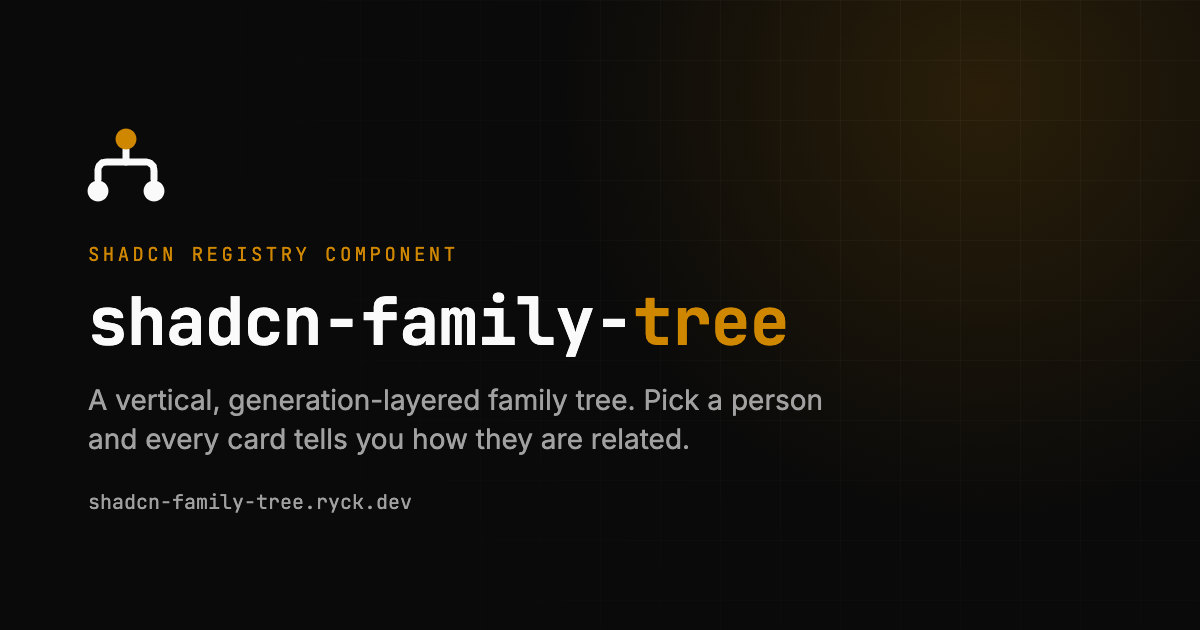 SHADCN REGISTRY COMPONENT
shadcn-family-tree
A vertical, generation-layered family tree. Pick a person
and every card tells you how they are related.
shadcn-family-tree.ryck.dev